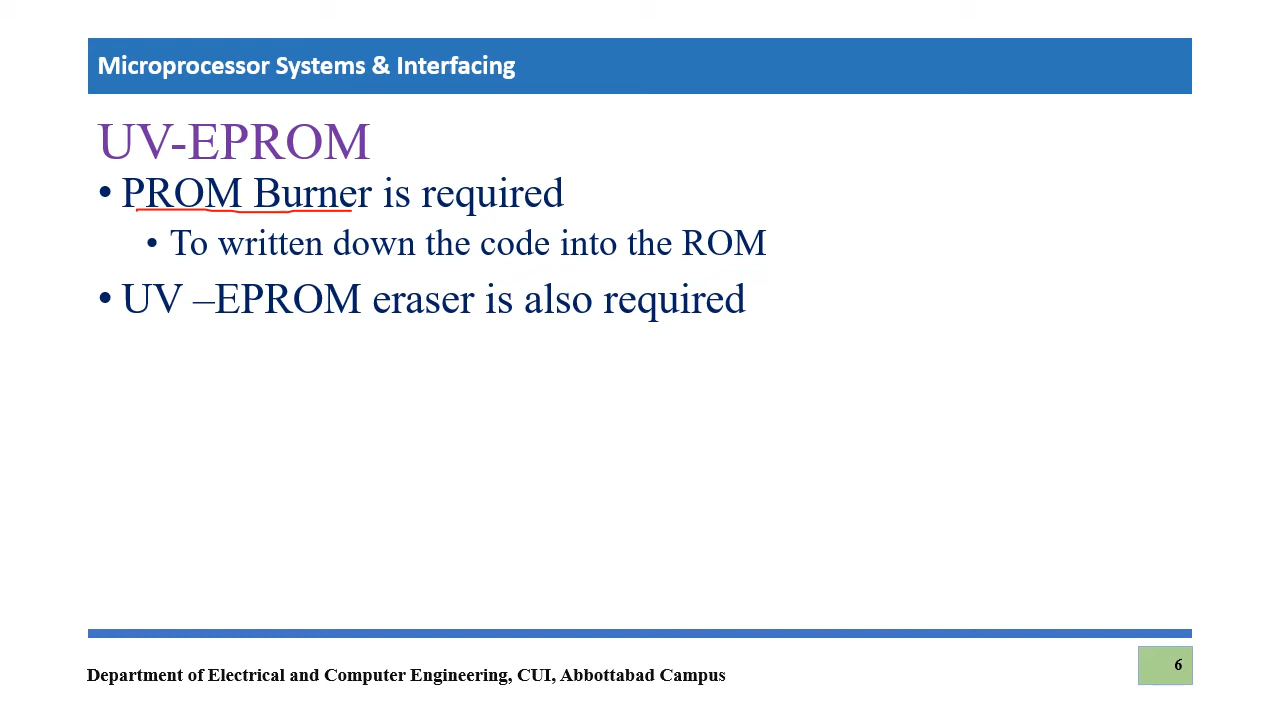 Microprocessor Systems & Interfacing
UV-EPROM
• PROM Burner is required
• To written down the code into the ROM
• UV –EPROM eraser is also required
Department of Electrical and Computer Engineering, CUI, Abbottabad Campus
6